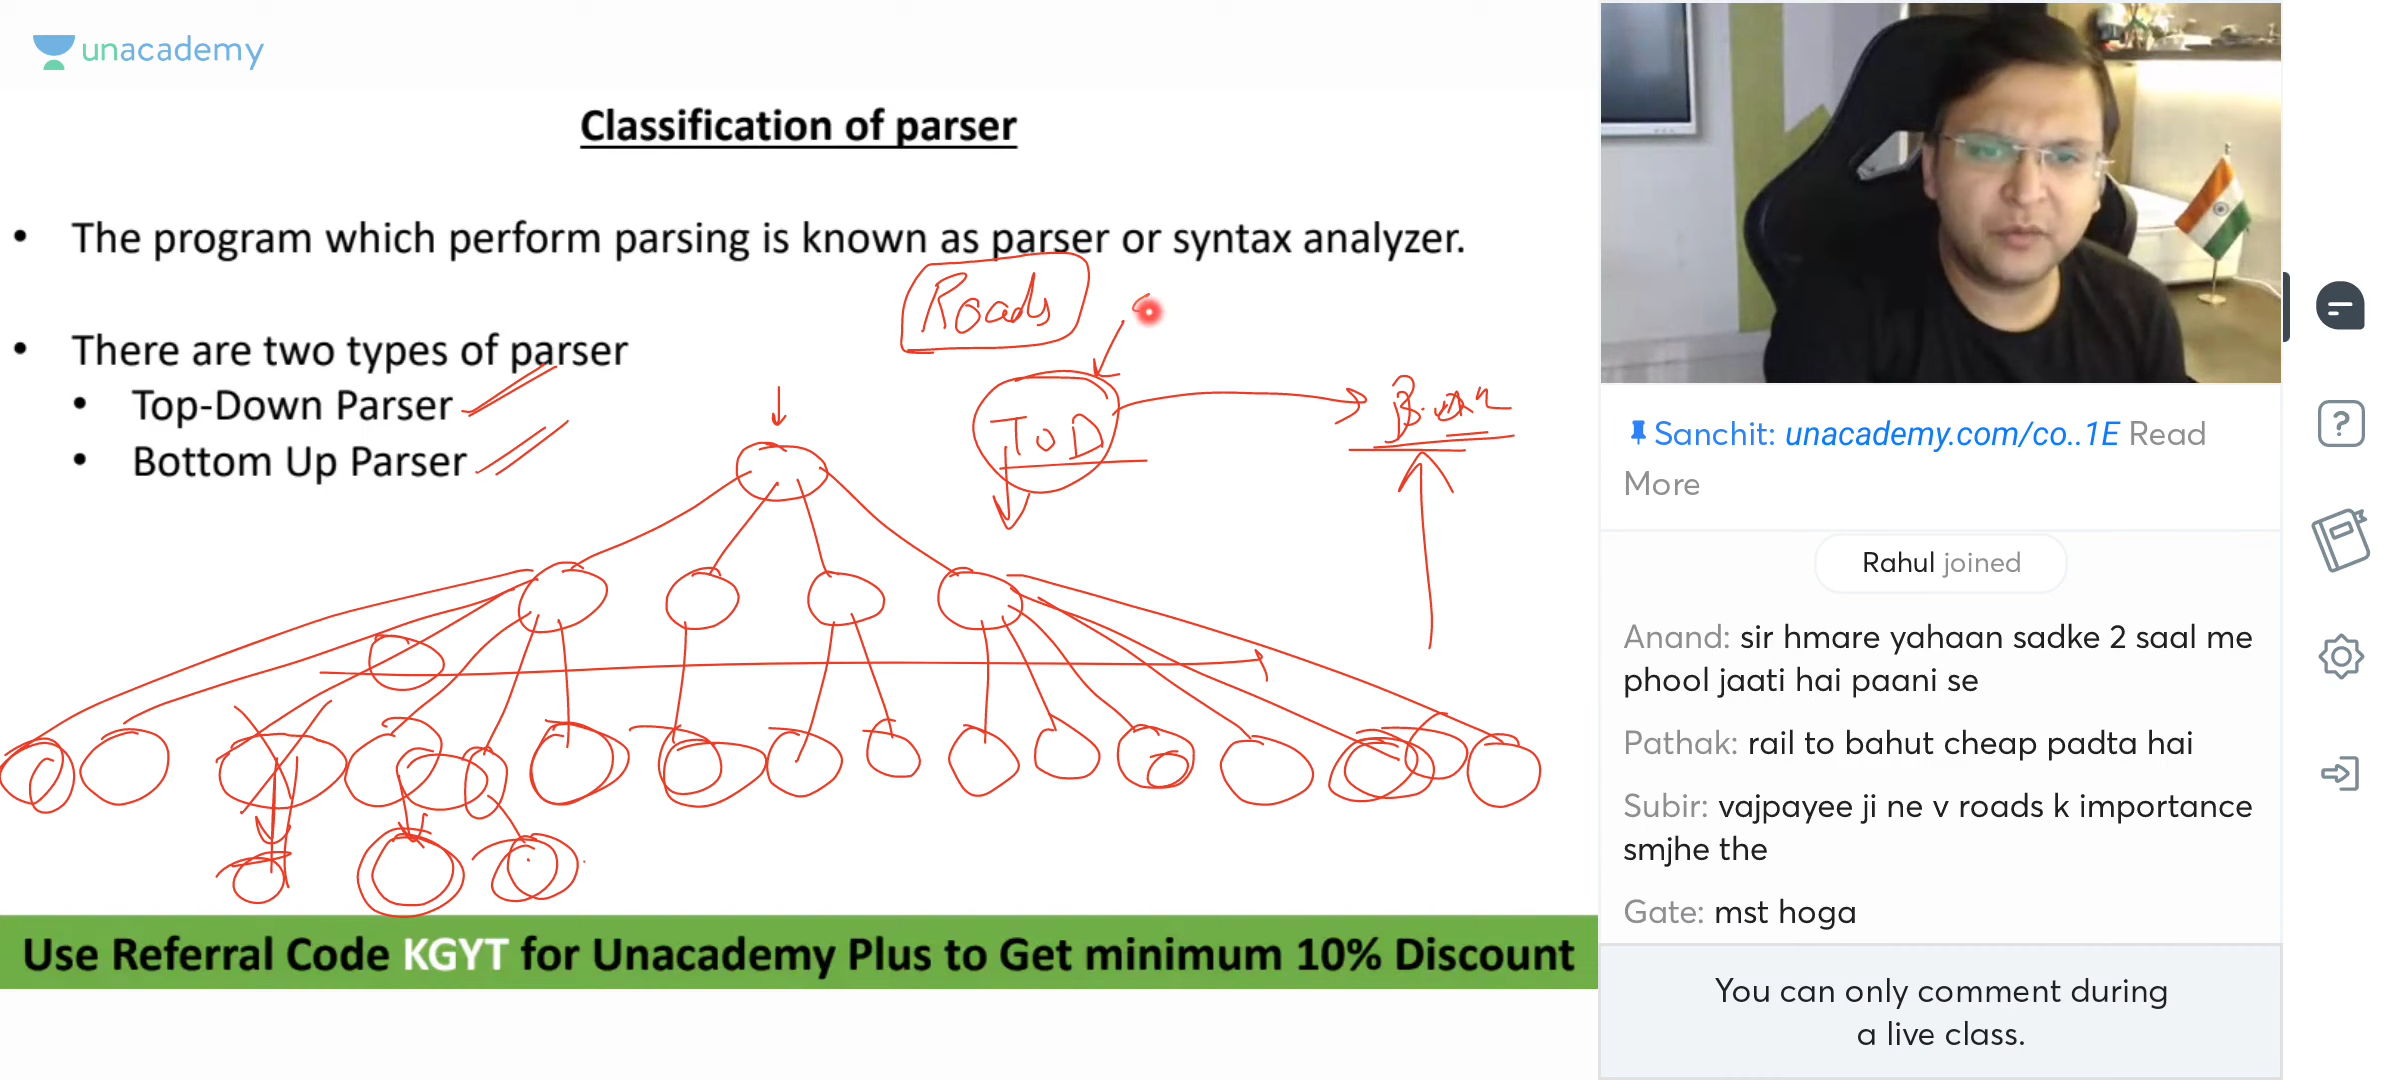 unacademy
Classification of parser
• The program which perform parsing is known as parser or syntax analyzer.
Roads
• There are two types of parser
• Top-Down Parser
• Bottom Up Parser
TOD
Use Referral Code KGYT for Unacademy Plus to Get minimum 10% Discount
Sanchit: unacademy.com/co..1E Read
More
Rahul joined
Anand: sir hmare yahaan sadke 2 saal me
phool jaati hai paani se
Pathak: rail to bahut cheap padta hai
Subir: vajpayee ji ne v roads k importance
smjhe the
Gate: mst hoga
You can only comment during
a live class.
?